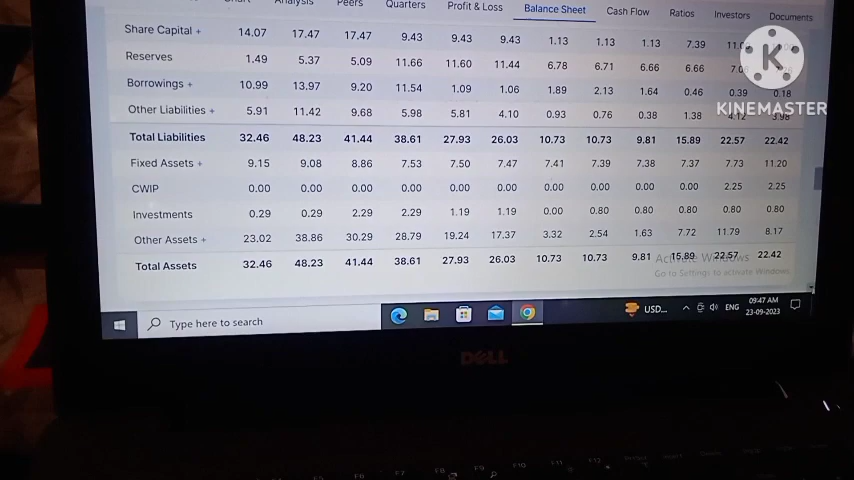 Analysis Peers Quarters Profit & Loss Balance Sheet Cash Flow Ratios Investors Documents
Share Capital + 14.07 17.47 17.47 9.43 9.43 9.43 1.13 1.13 1.13 7.39
Reserves 1.49 5.37 5.09 11.66 11.60 11.44 6.78 6.71 6.66 6.66
Borrowings + 10.99 13.97 9.20 11.54 1.09 1.06 1.89 2.13 1.64 0.46 0.39 0.18
KINEMASTER
Other Liabilities + 5.91 11.42 9.68 5.98 5.81 4.10 0.93 0.76 0.38 1.38 4.12 3.98
Total Liabilities 32.46 48.23 41.44 38.61 27.93 26.03 10.73 10.73 9.81 15.89 22.57 22.42
Fixed Assets + 9.15 9.08 8.86 7.53 7.50 7.47 7.41 7.39 7.38 7.37 7.73 11.20
CWIP 0.00 0.00 0.00 0.00 0.00 0.00 0.00 0.00 0.00 0.00 2.25 2.25
Investments 0.29 0.29 2.29 2.29 1.19 1.19 0.00 0.80 0.80 0.80 0.80 0.80
Other Assets + 23.02 38.86 30.29 28.79 19.24 17.37 3.32 2.54 1.63 7.72 11.79 8.17
Total Assets 32.46 48.23 41.44 38.61 27.93 26.03 10.73 10.73 9.81 15.89 22.57 22.42
Activate Windows
Go to Settings to activate Windows
Type here to search
USD...
ENG
09:47 AM
23-09-2023
DELL